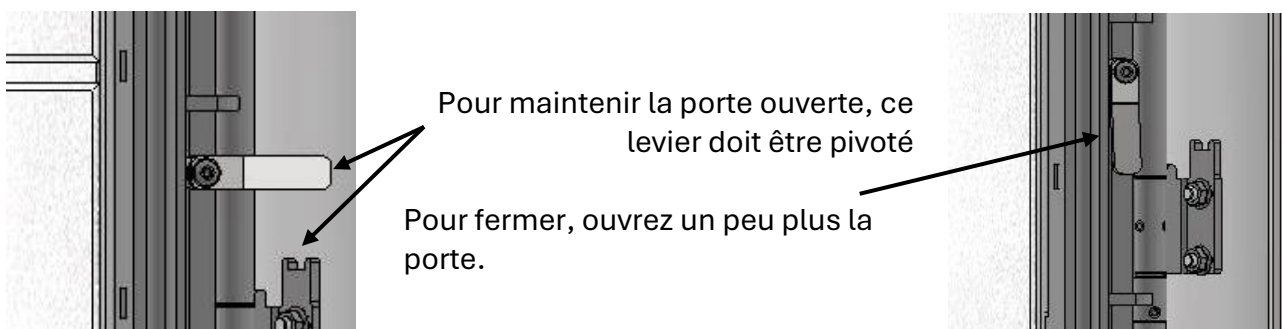 Pour maintenir la porte ouverte, ce
levier doit être pivoté
Pour fermer, ouvrez un peu plus la
porte.